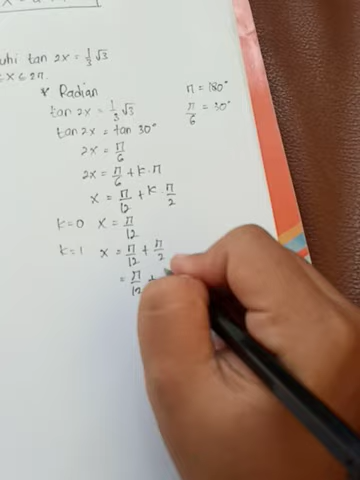 uhi tan 2x = 1/3 √3
≤ x ≤ 2π.
* Radian
π = 180°
tan 2x = 1/3 √3
π/6 = 30°
tan 2x = tan 30°
2x = π/6
2x = π/6 + k.π
x = π/12 + k.π/2
k=0 x = π/12
k=1 x = π/12 + π/2
= π/12 +